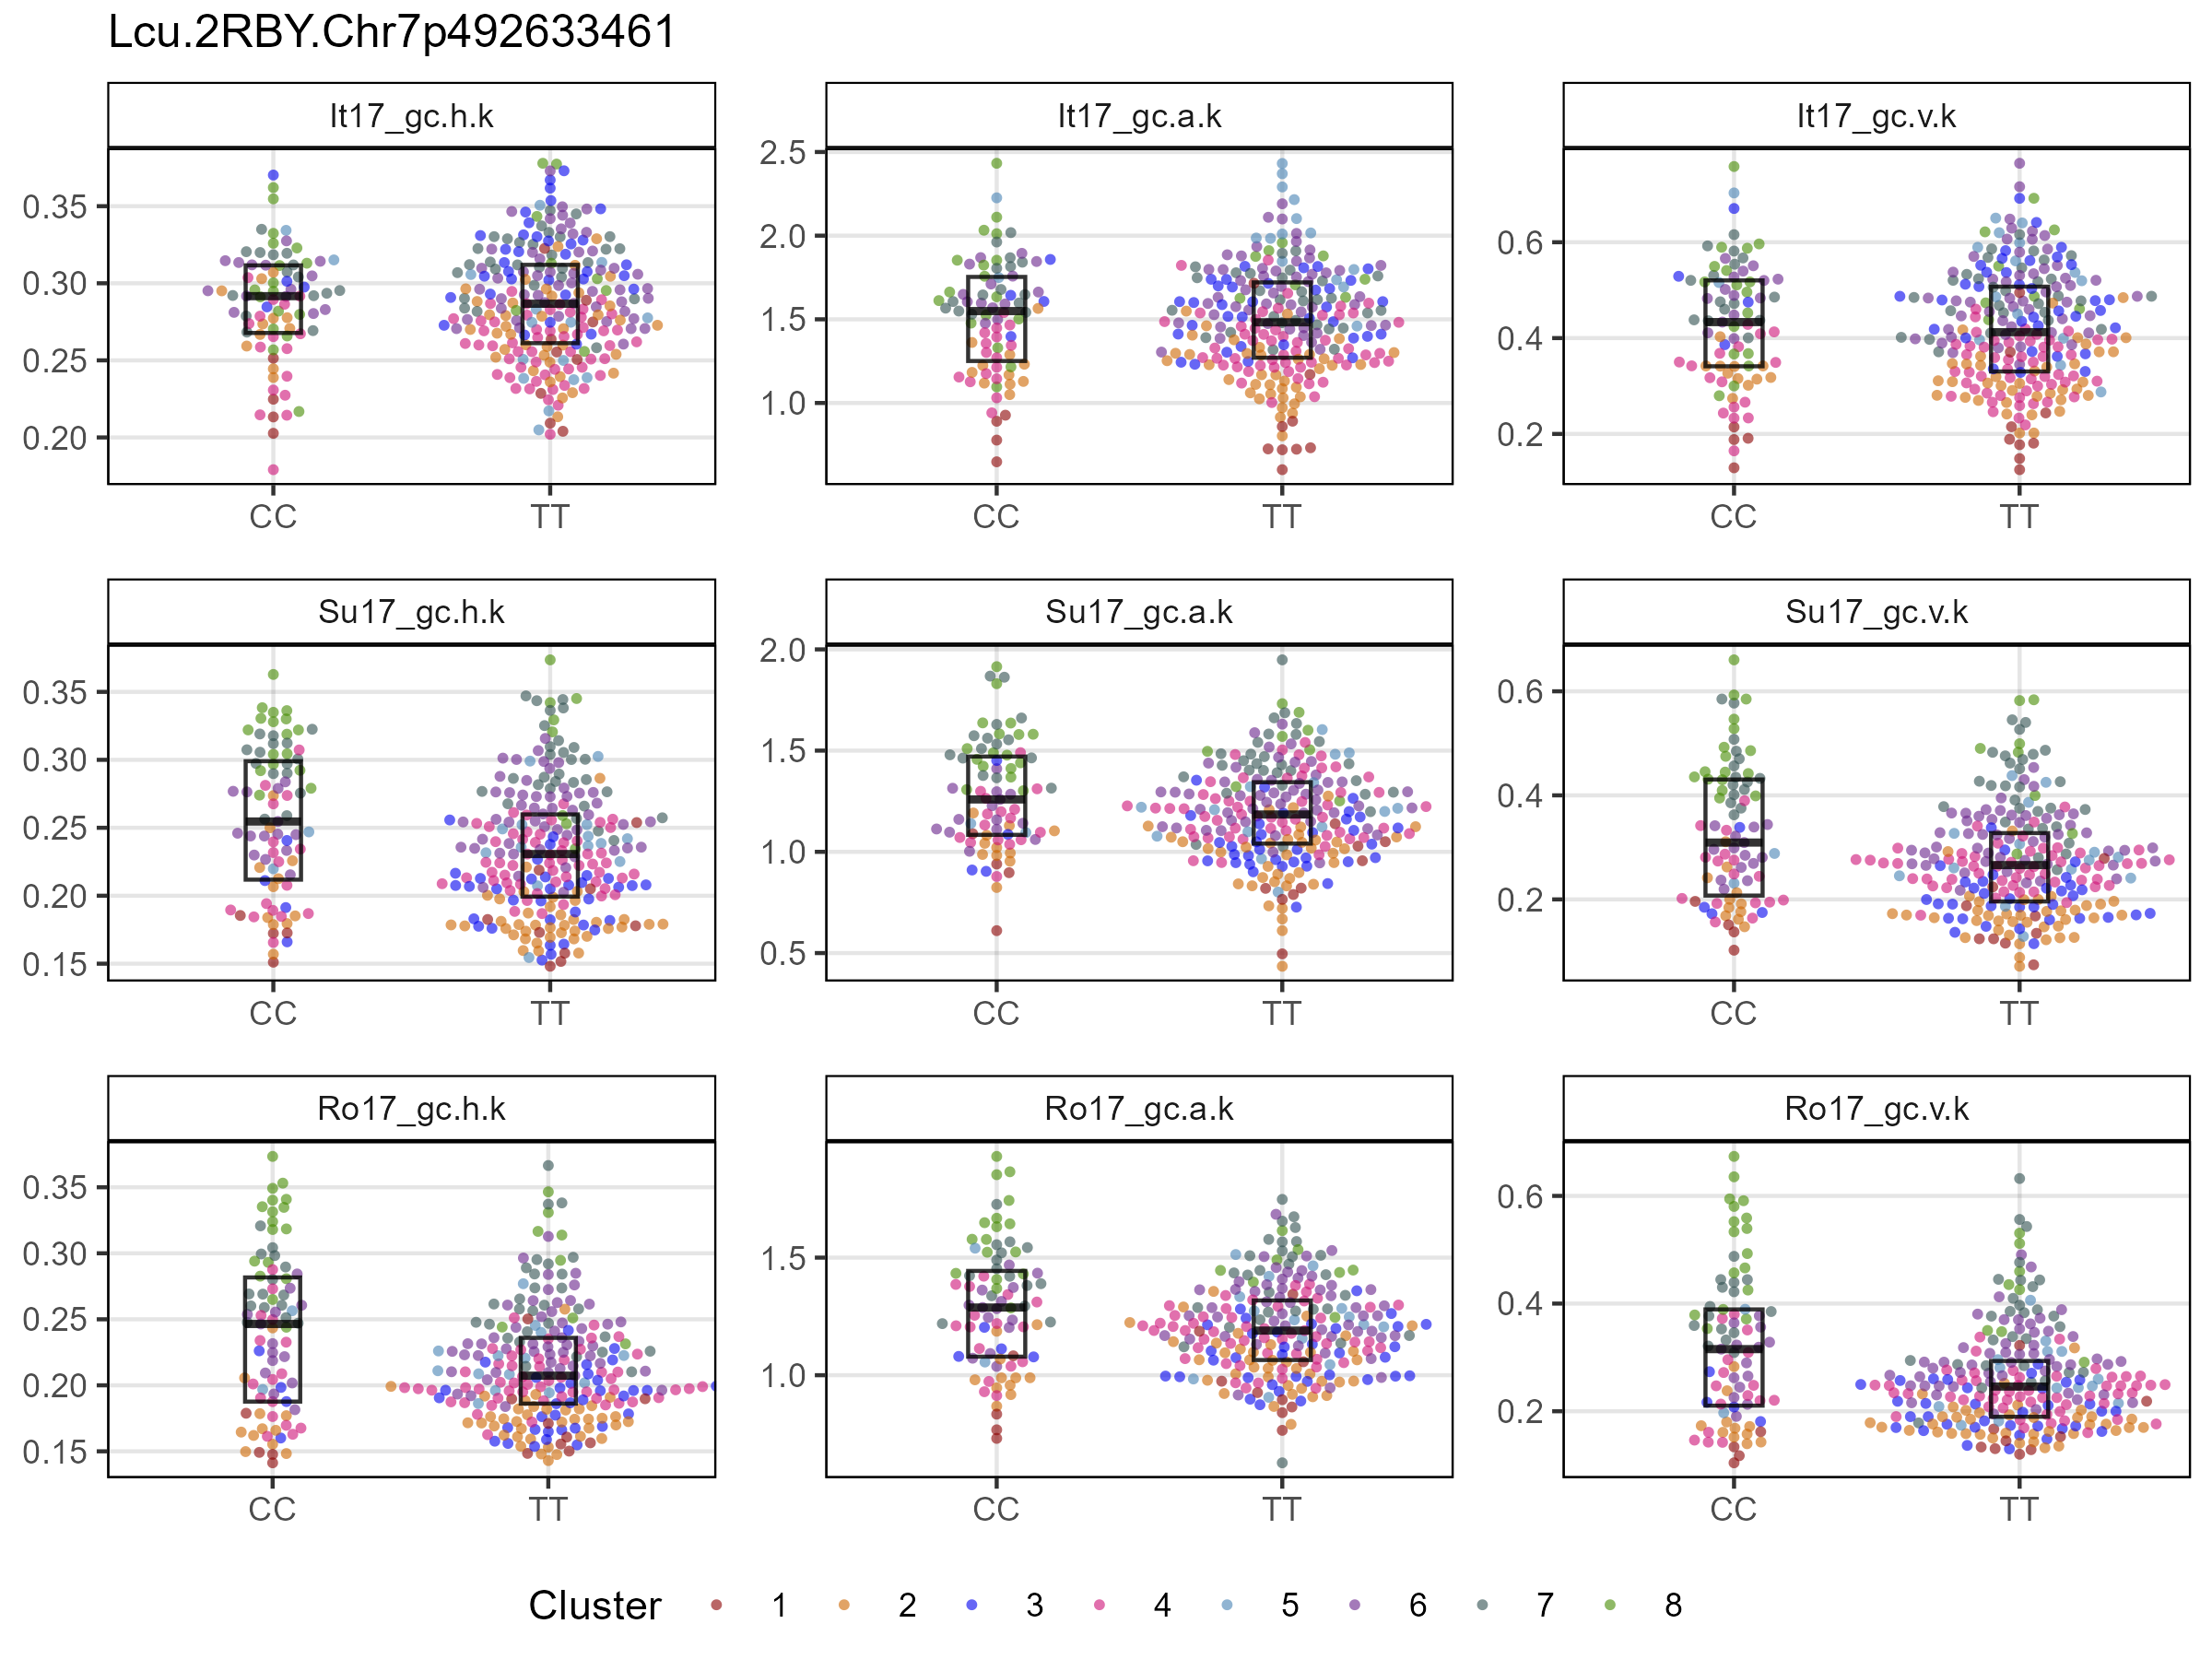 Lcu.2RBY.Chr7p492633461
It17_gc.h.k
It17_gc.a.k
It17_gc.v.k
0.35
0.30
0.25
0.20
CC TT
2.5
2.0
1.5
1.0
CC TT
0.6
0.4
0.2
CC TT
Su17_gc.h.k
Su17_gc.a.k
Su17_gc.v.k
0.35
0.30
0.25
0.20
0.15
CC TT
2.0
1.5
1.0
0.5
CC TT
0.6
0.4
0.2
CC TT
Ro17_gc.h.k
Ro17_gc.a.k
Ro17_gc.v.k
0.35
0.30
0.25
0.20
0.15
CC TT
1.5
1.0
CC TT
0.6
0.4
0.2
CC TT
Cluster 1 2 3 4 5 6 7 8